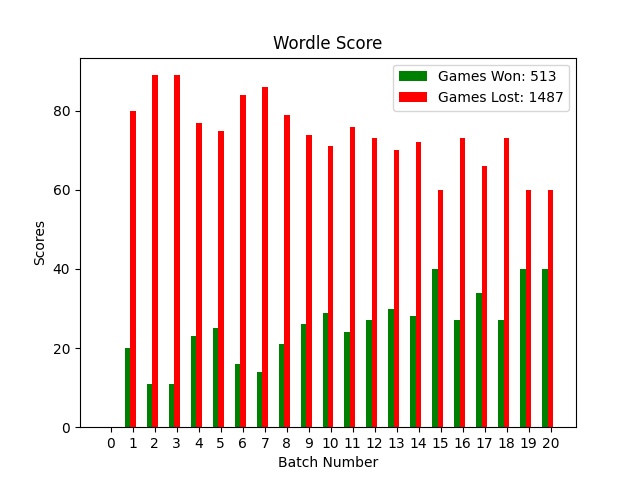 Wordle Score
Games Won: 513
Games Lost: 1487
80
60
40
20
0
Scores
0 1 2 3 4 5 6 7 8 9 10 11 12 13 14 15 16 17 18 19 20
Batch Number